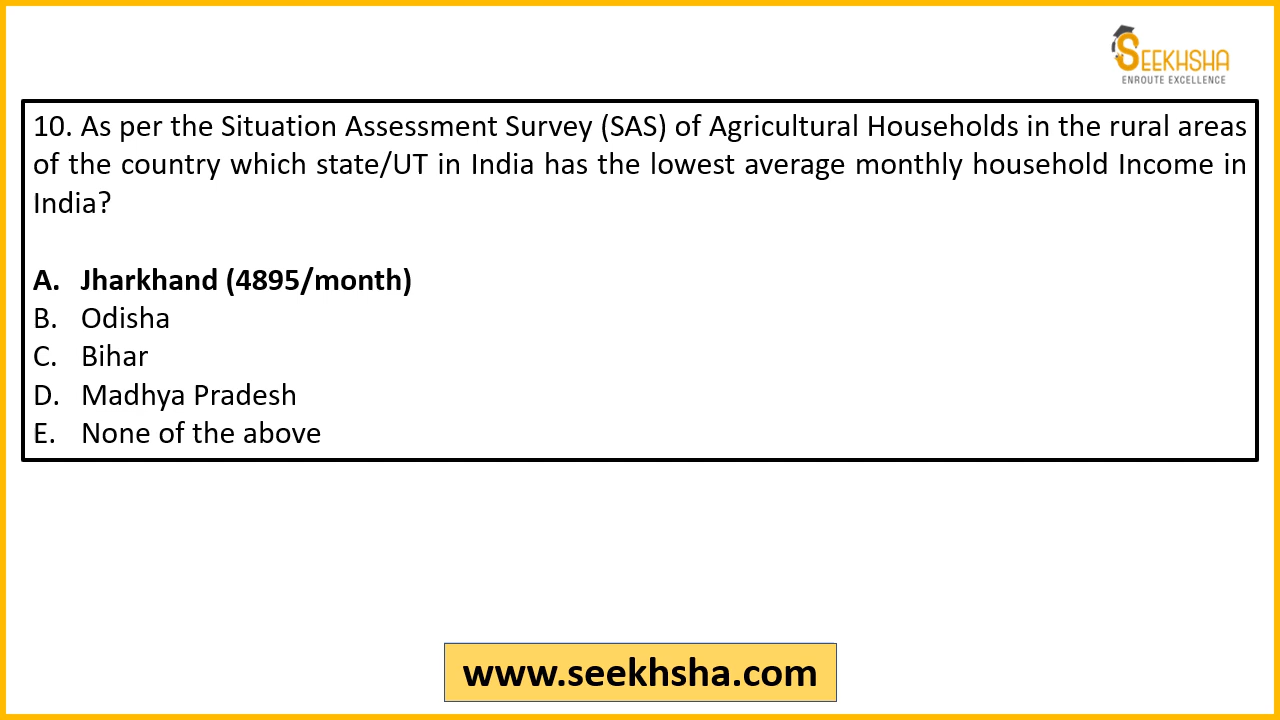 SEEKHSHA
ENROUTE EXCELLENCE
10. As per the Situation Assessment Survey (SAS) of Agricultural Households in the rural areas
of the country which state/UT in India has the lowest average monthly household Income in
India?
A. Jharkhand (4895/month)
B. Odisha
C. Bihar
D. Madhya Pradesh
E. None of the above
www.seekhsha.com